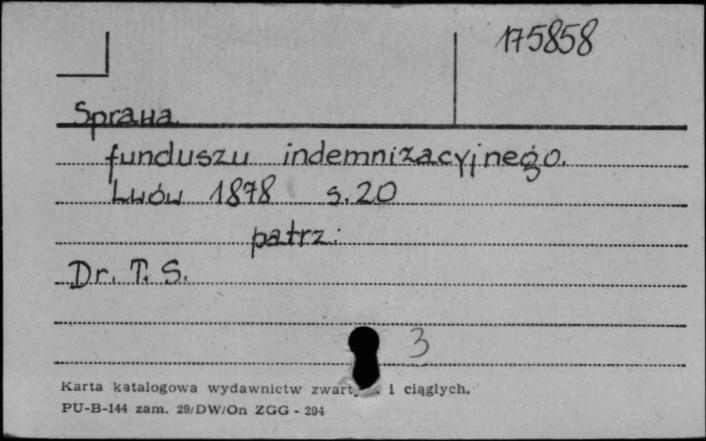 175858
Sprawa
funduszu indemnizacyjnego.
Lwów 1878 s. 20
patrz:
Dr. T. S.
3
Karta katalogowa wydawnictw i ciągłych.
PU-B-144 zam. 29/DW/On ZGG - 204